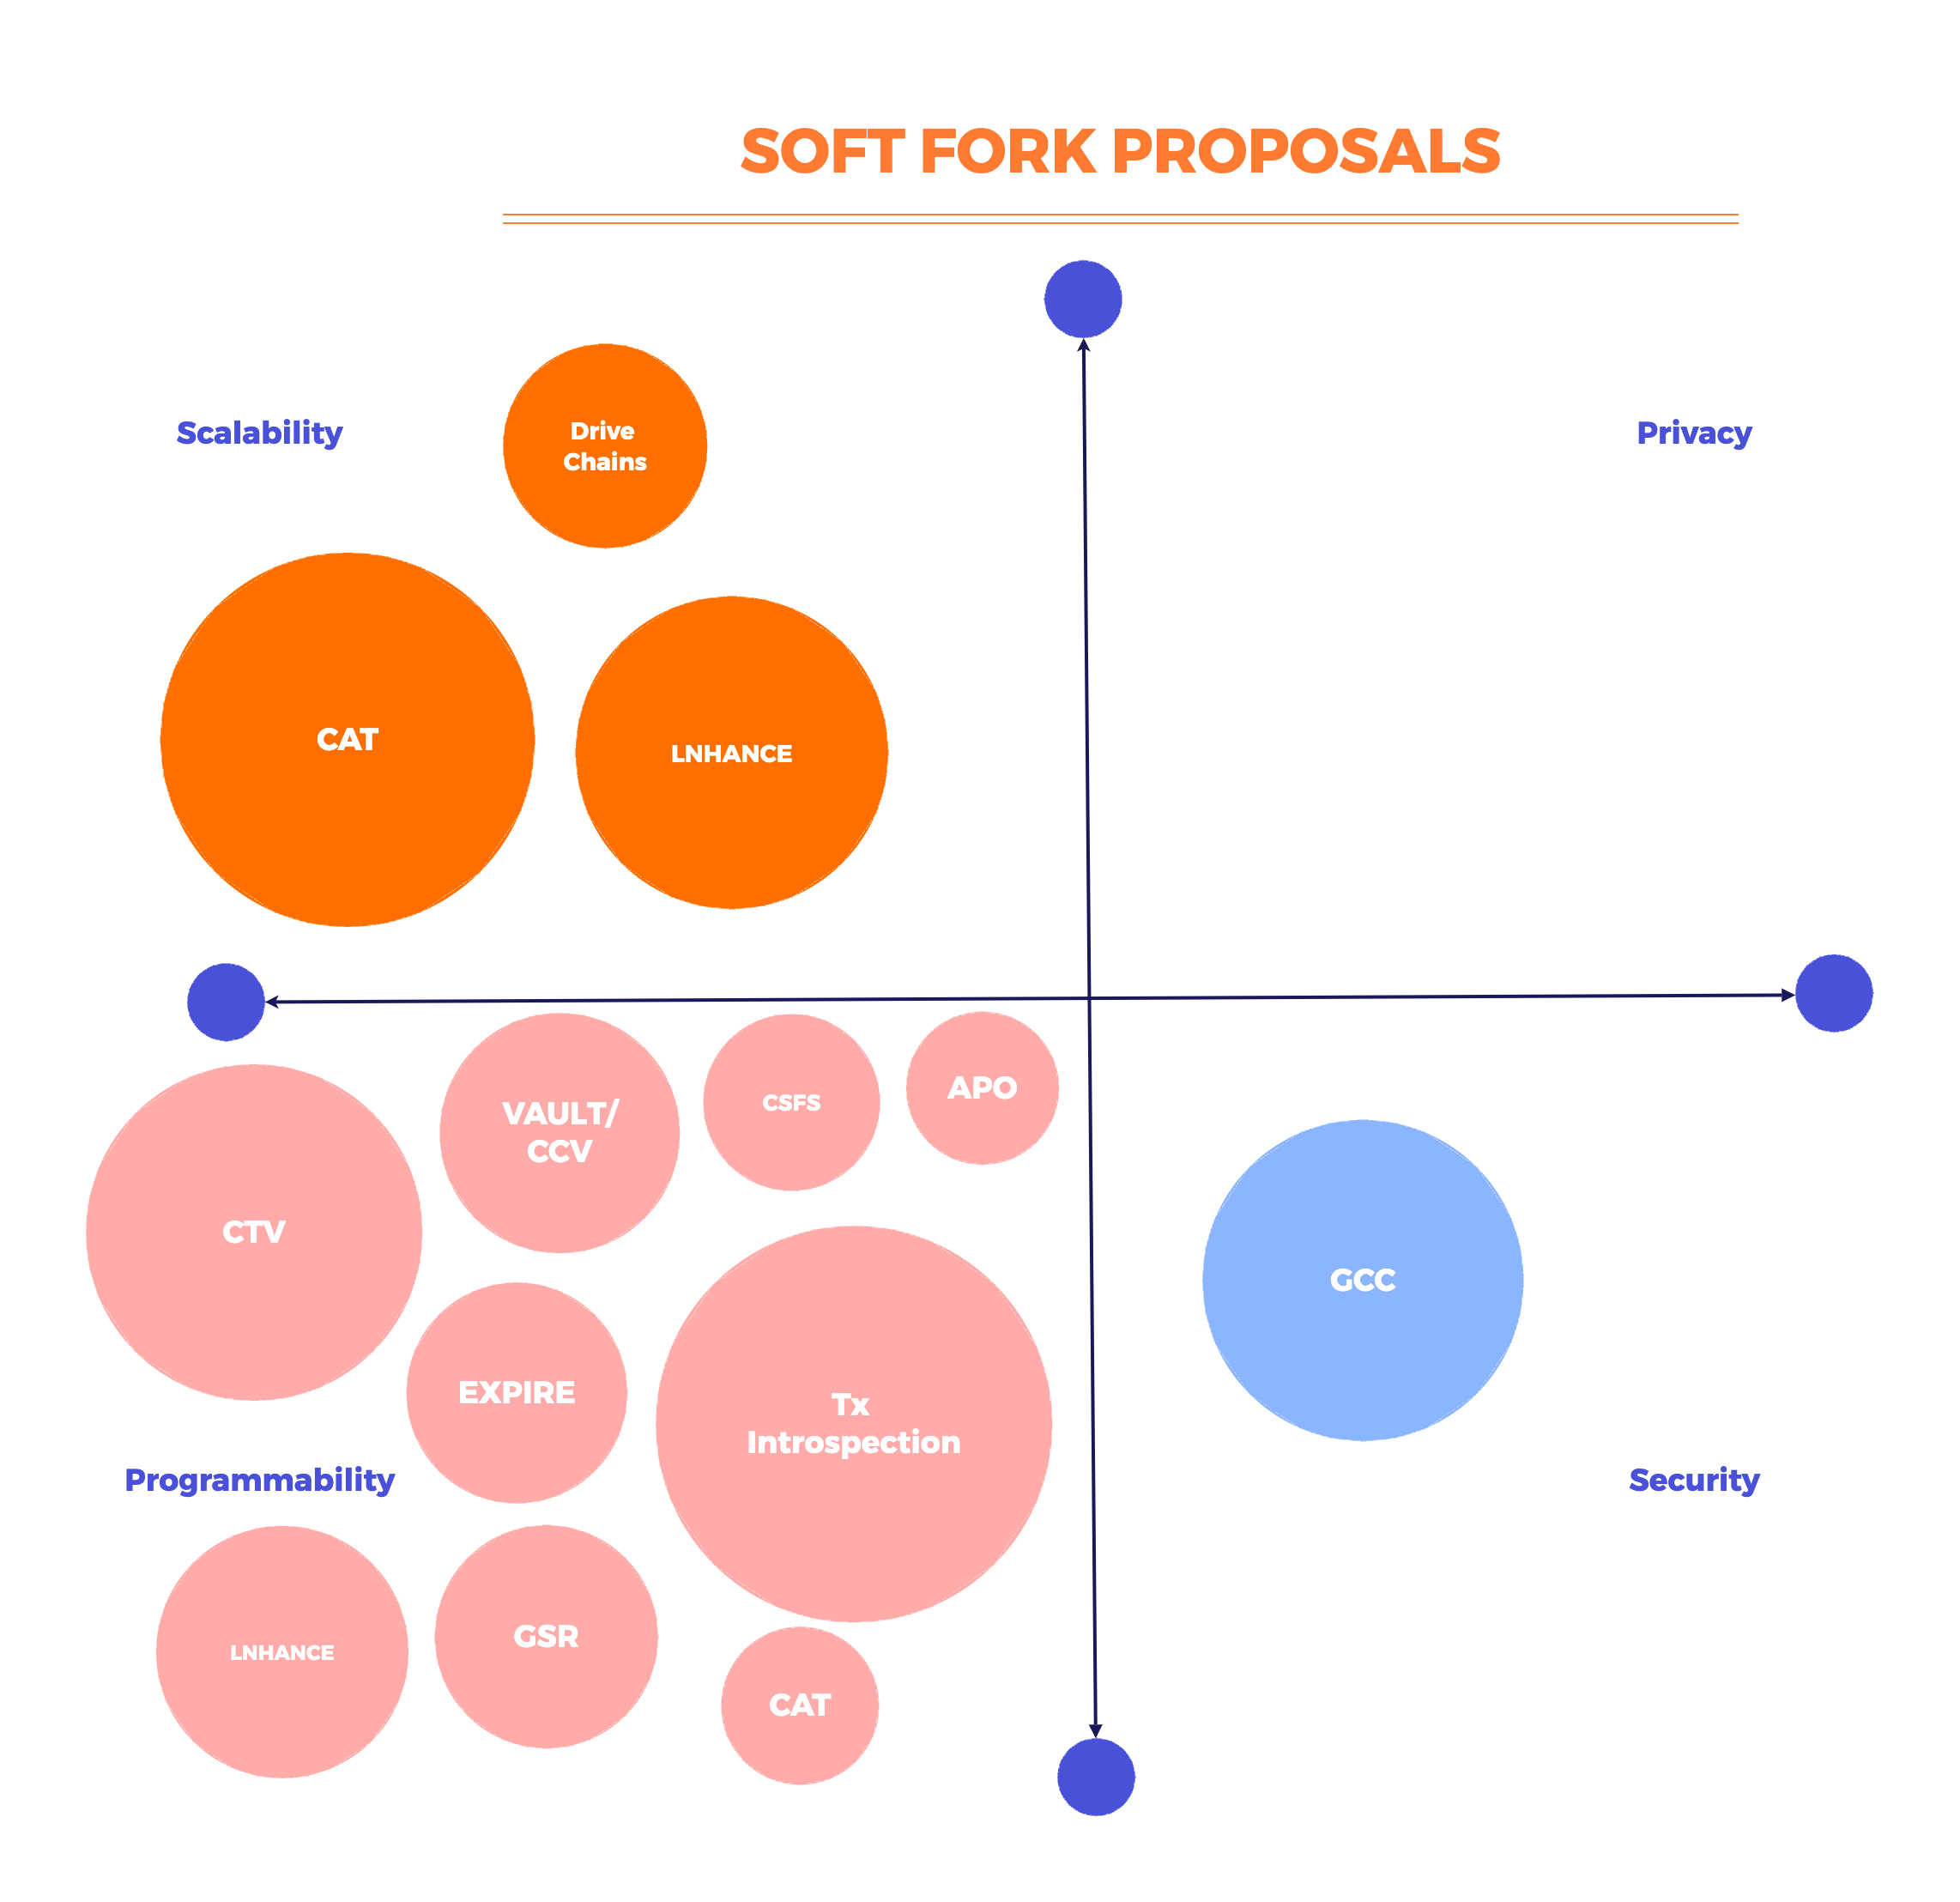 SOFT FORK PROPOSALS
Scalability
Privacy
Drive
Chains
CAT
LNHANCE
VAULT/
CCV
CSFS
APO
CTV
GCC
EXPIRE
Tx
Introspection
Programmability
Security
LNHANCE
GSR
CAT